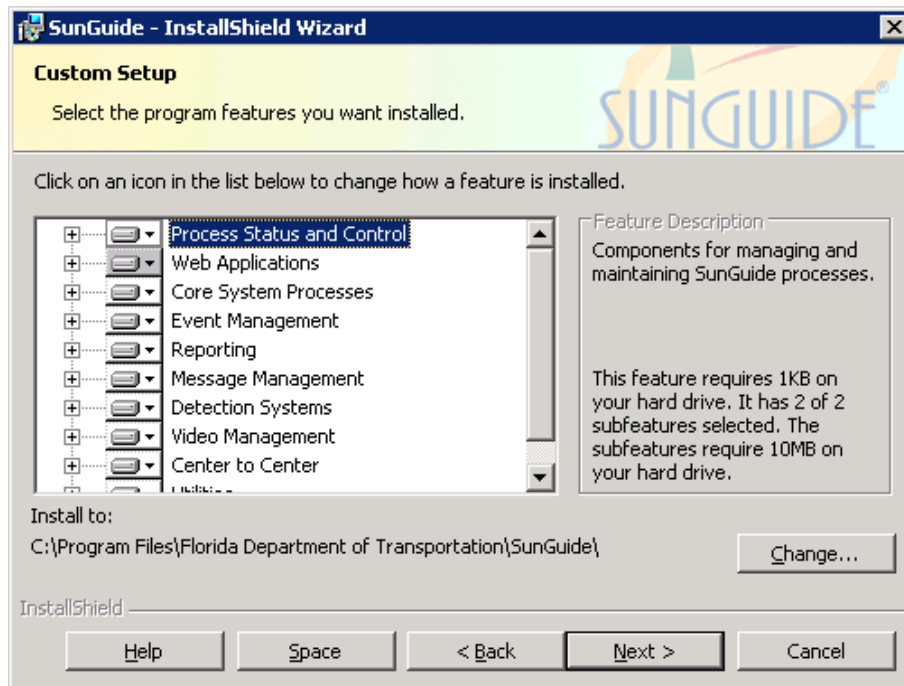 SunGuide - InstallShield Wizard
Custom Setup
Select the program features you want installed.
SUNGUIDE®
Click on an icon in the list below to change how a feature is installed.
Process Status and Control
Web Applications
Core System Processes
Event Management
Reporting
Message Management
Detection Systems
Video Management
Center to Center
Utilities
Feature Description
Components for managing and
maintaining SunGuide processes.
This feature requires 1KB on
your hard drive. It has 2 of 2
subfeatures selected. The
subfeatures require 10MB on
your hard drive.
Install to:
C:\Program Files\Florida Department of Transportation\SunGuide\
Change...
InstallShield
Help
Space
< Back
Next >
Cancel